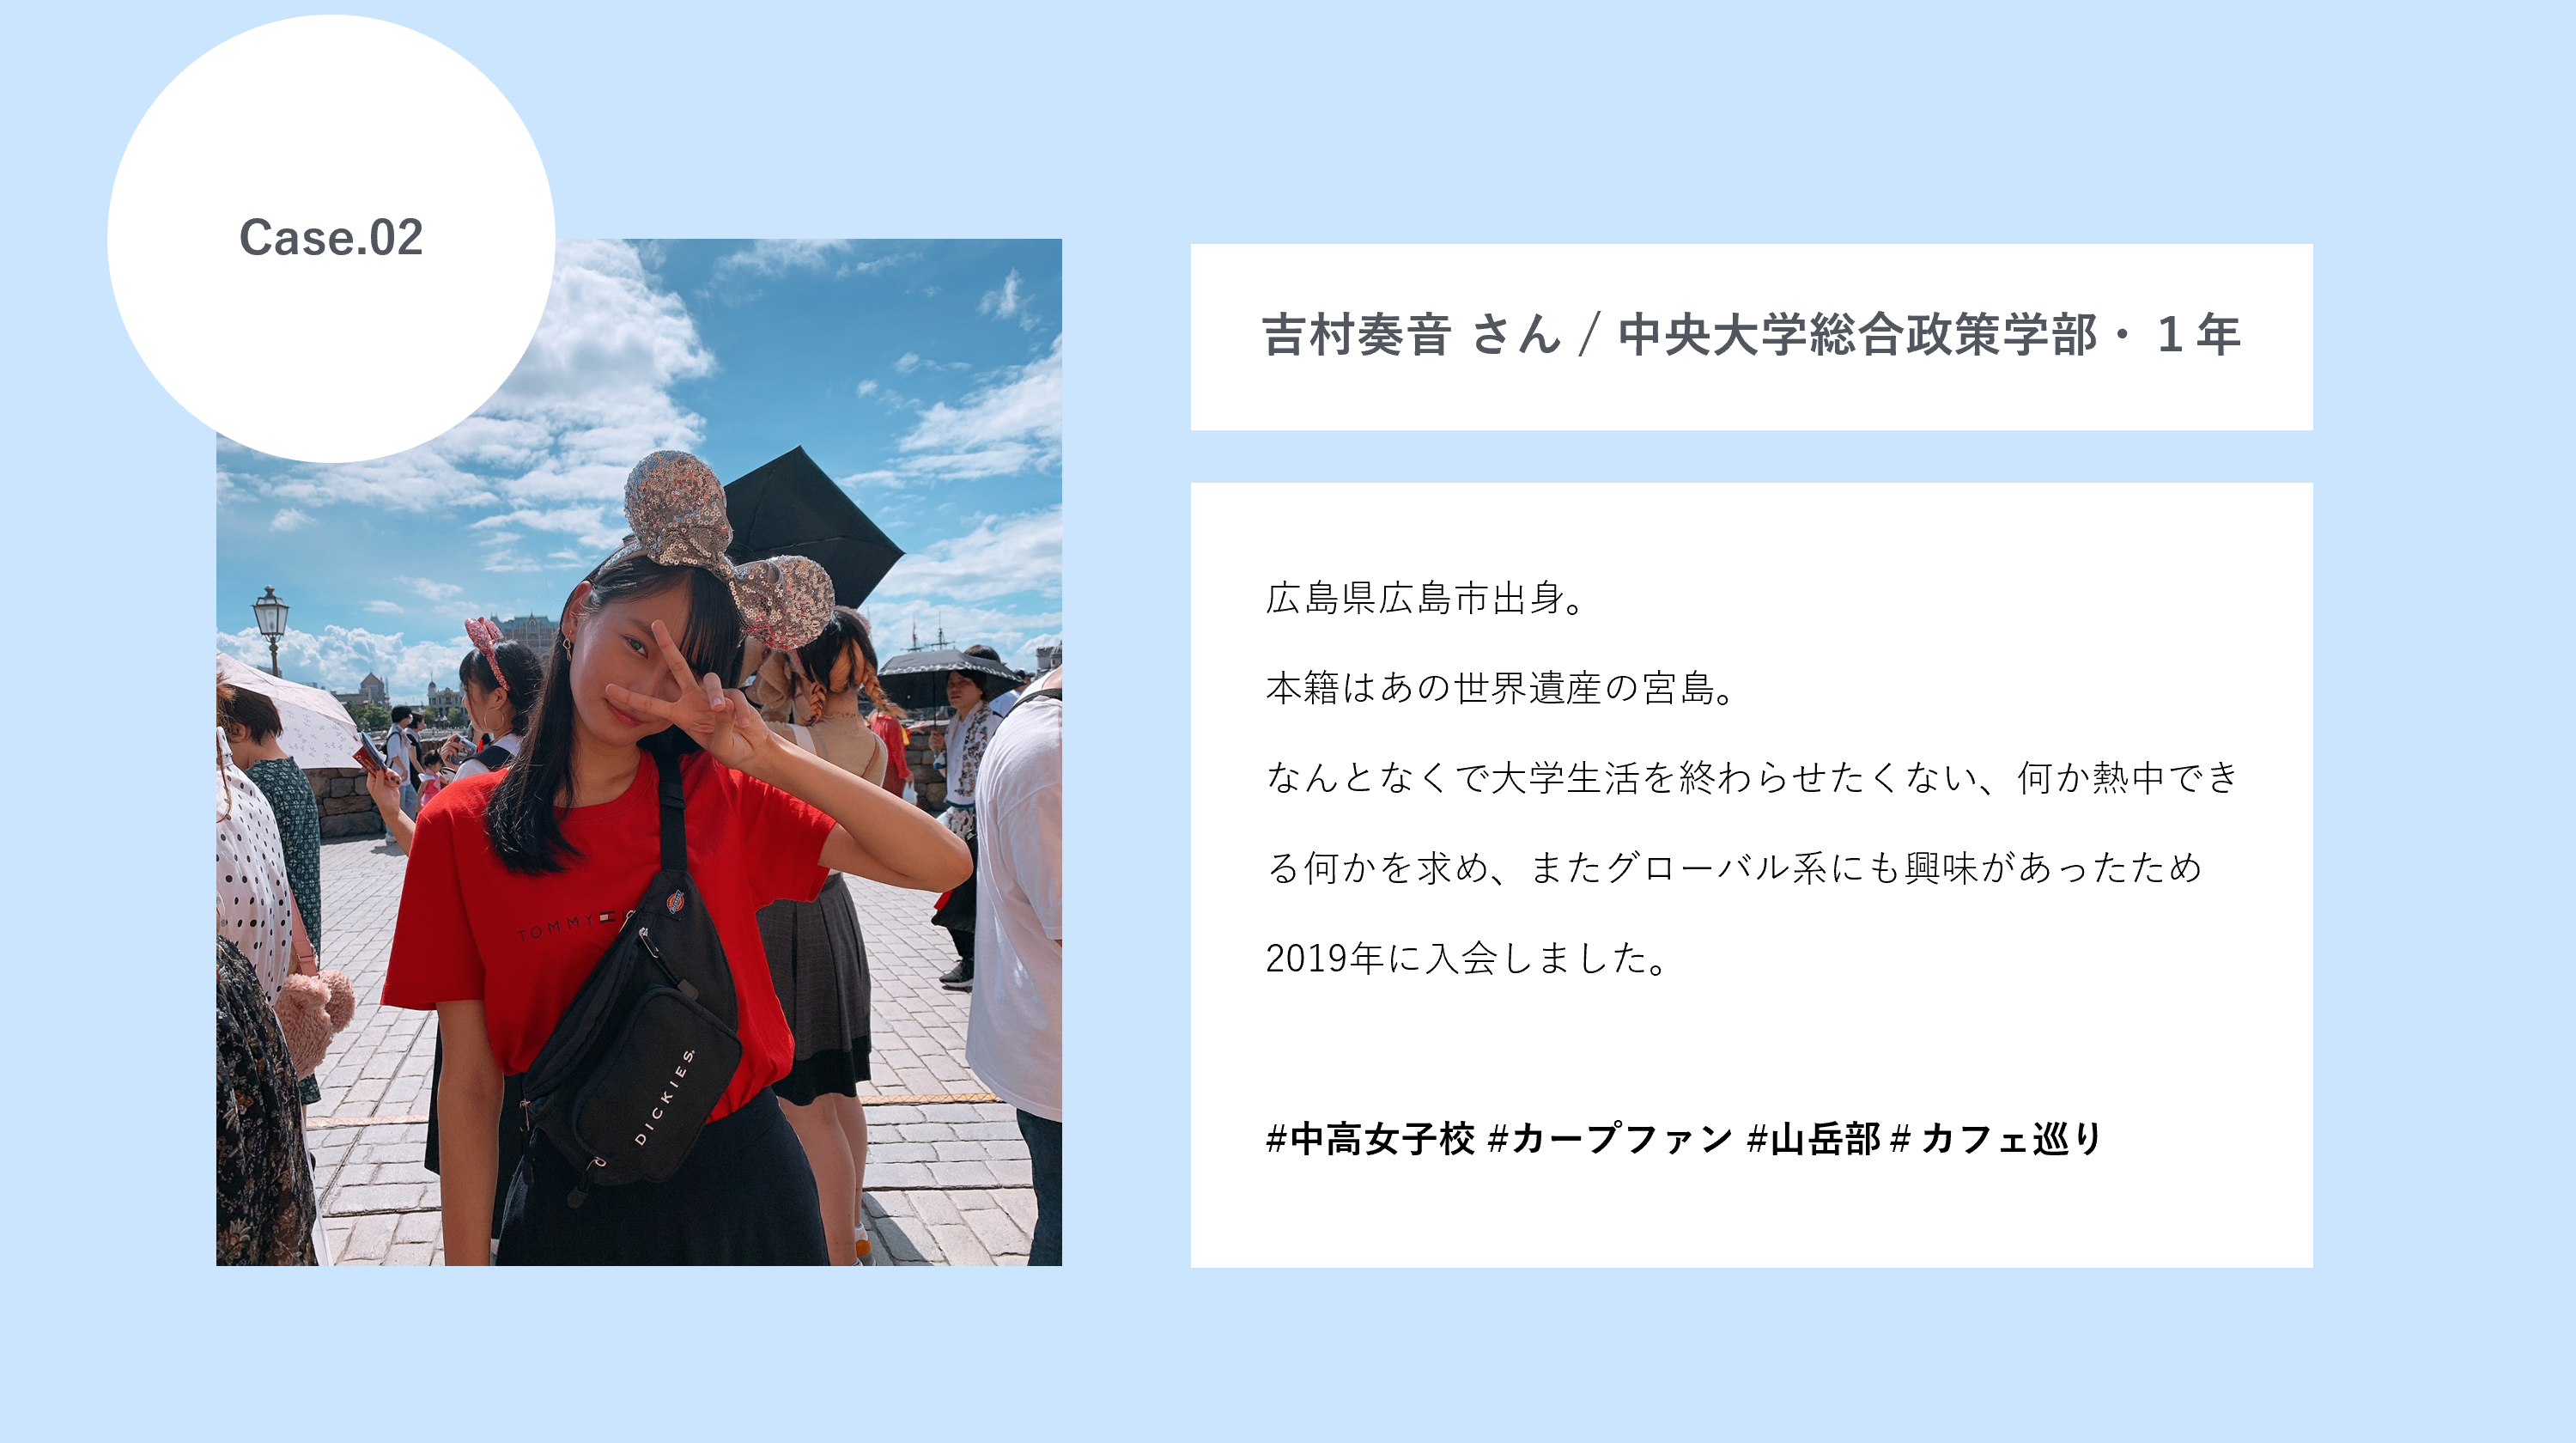 Case.02
吉村奏音 さん / 中央大学総合政策学部・１年
広島県広島市出身。
本籍はあの世界遺産の宮島。
なんとなくで大学生活を終わらせたくない、何か熱中でき
る何かを求め、またグローバル系にも興味があったため
2019年に入会しました。
#中高女子校 #カープファン #山岳部 # カフェ巡り
TOMMY
DICKIES.